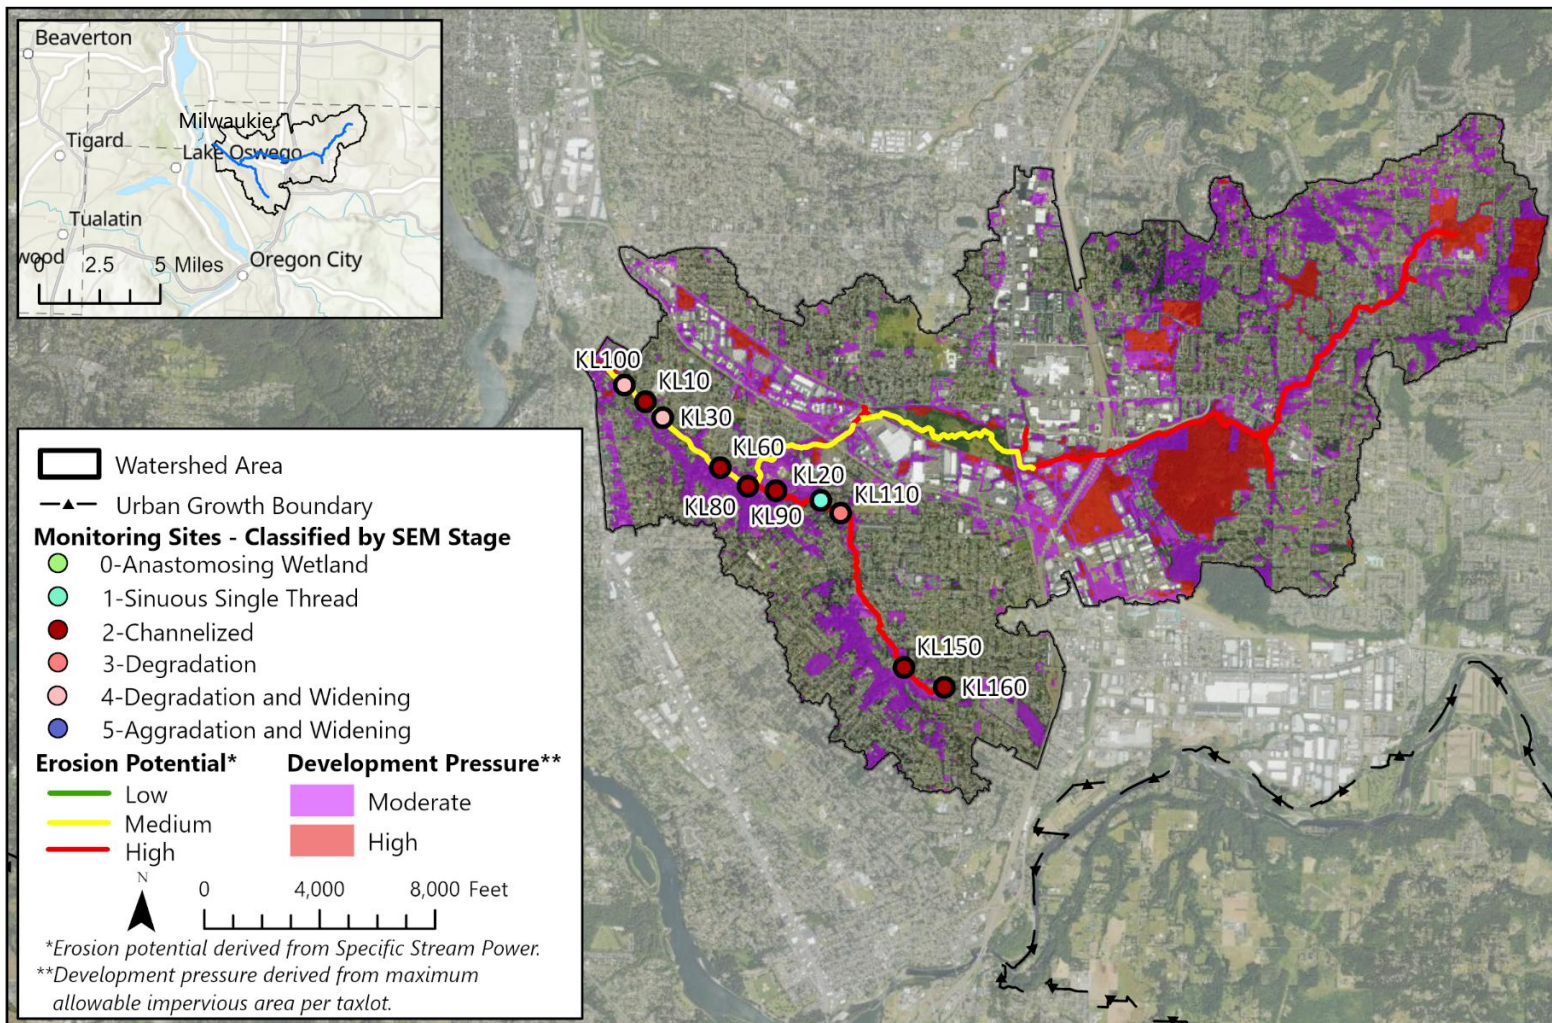 Beaverton
Milwaukie
Tigard
Lake Oswego
Tualatin
wood
Oregon City
0 2.5 5 Miles
KL100
KL10
KL30
KL60
KL20
KL110
KL80
KL90
KL150
KL160
Watershed Area
Urban Growth Boundary
Monitoring Sites - Classified by SEM Stage
0-Anastomosing Wetland
1-Sinuous Single Thread
2-Channelized
3-Degradation
4-Degradation and Widening
5-Aggradation and Widening
Erosion Potential* Development Pressure**
Low
Moderate
Medium
High
High
N
0 4,000 8,000 Feet
*Erosion potential derived from Specific Stream Power.
**Development pressure derived from maximum
allowable impervious area per taxlot.